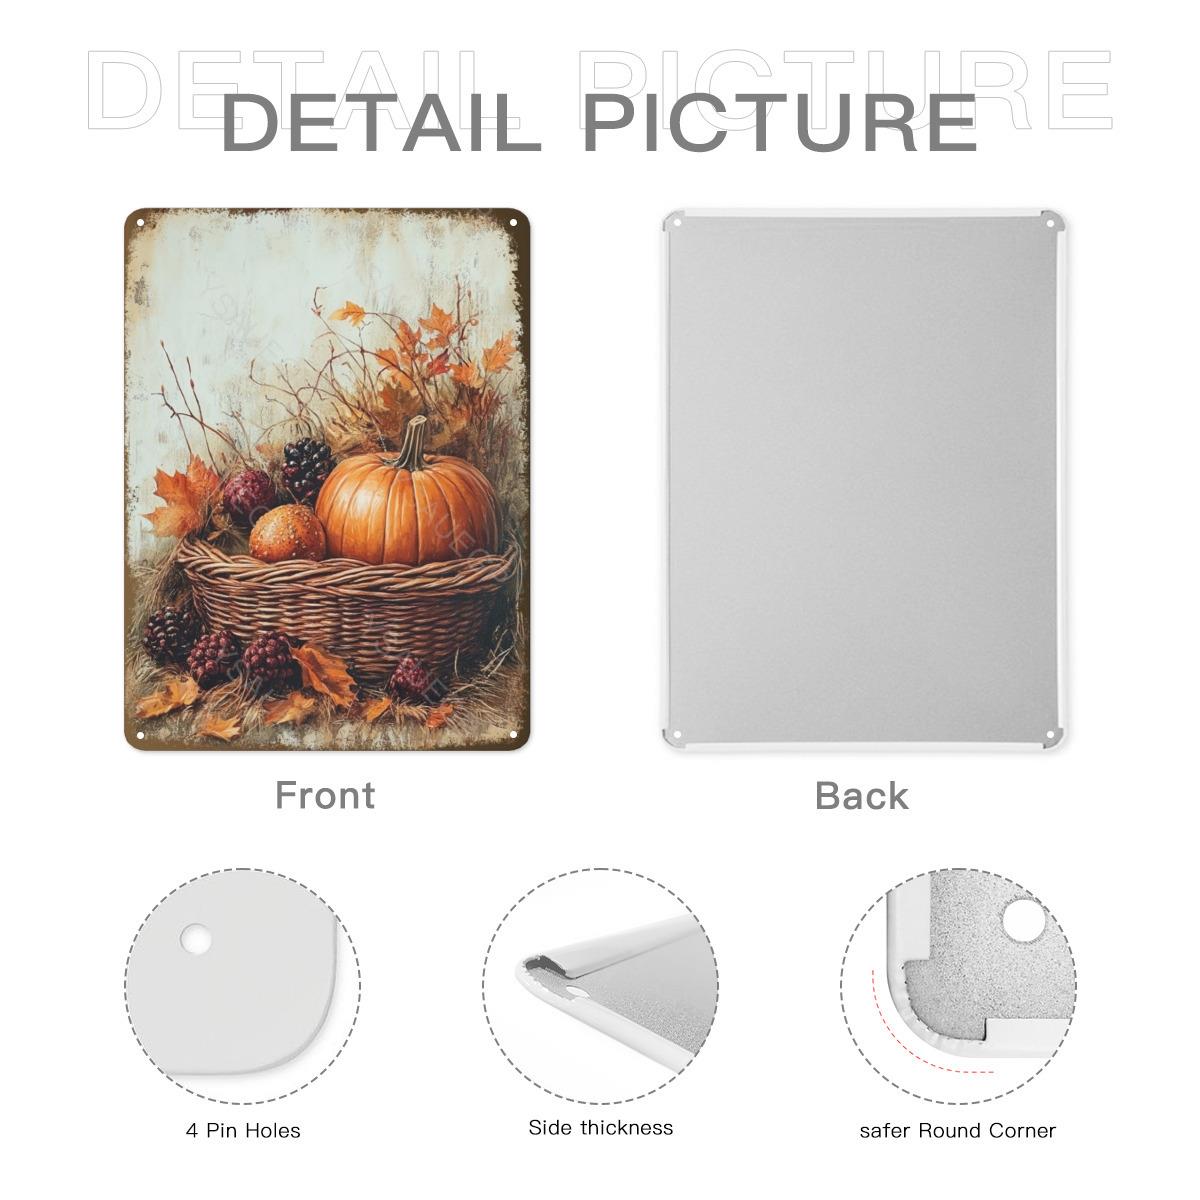 DETAIL PICTURE
DETAIL PICTURE
Front
Back
4 Pin Holes
Side thickness
safer Round Corner